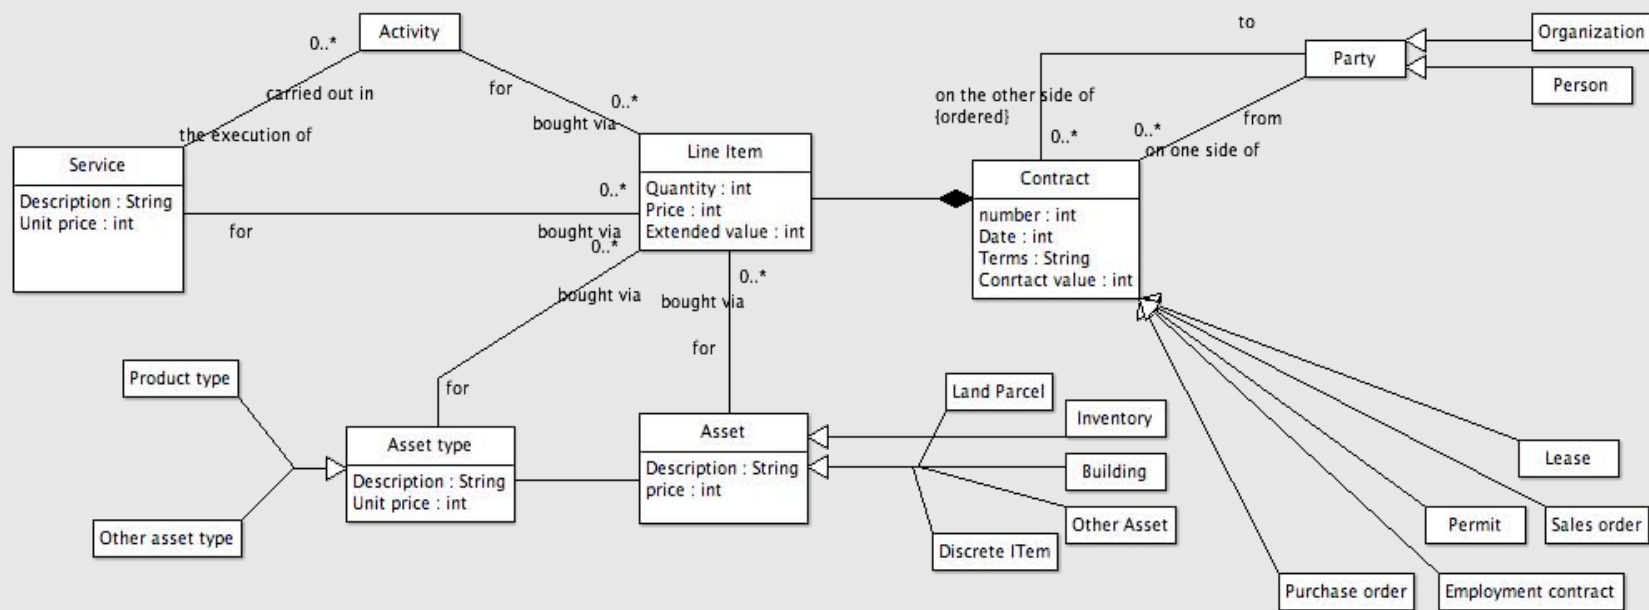 Activity
0..*
carried out in
the execution of
for
0..*
bought via
Service
Description : String
Unit price : int
for
0..*
bought via
Line Item
Quantity : int
Price : int
Extended value : int
0..*
bought via
for
0..*
bought via
for
to
on the other side of
{ordered}
0..*
Party
Organization
Person
from
0..*
on one side of
Contract
number : int
Date : int
Terms : String
Conrtact value : int
Product type
Other asset type
Asset type
Description : String
Unit price : int
Asset
Description : String
price : int
Land Parcel
Inventory
Building
Other Asset
Discrete ITem
Lease
Permit
Sales order
Purchase order
Employment contract